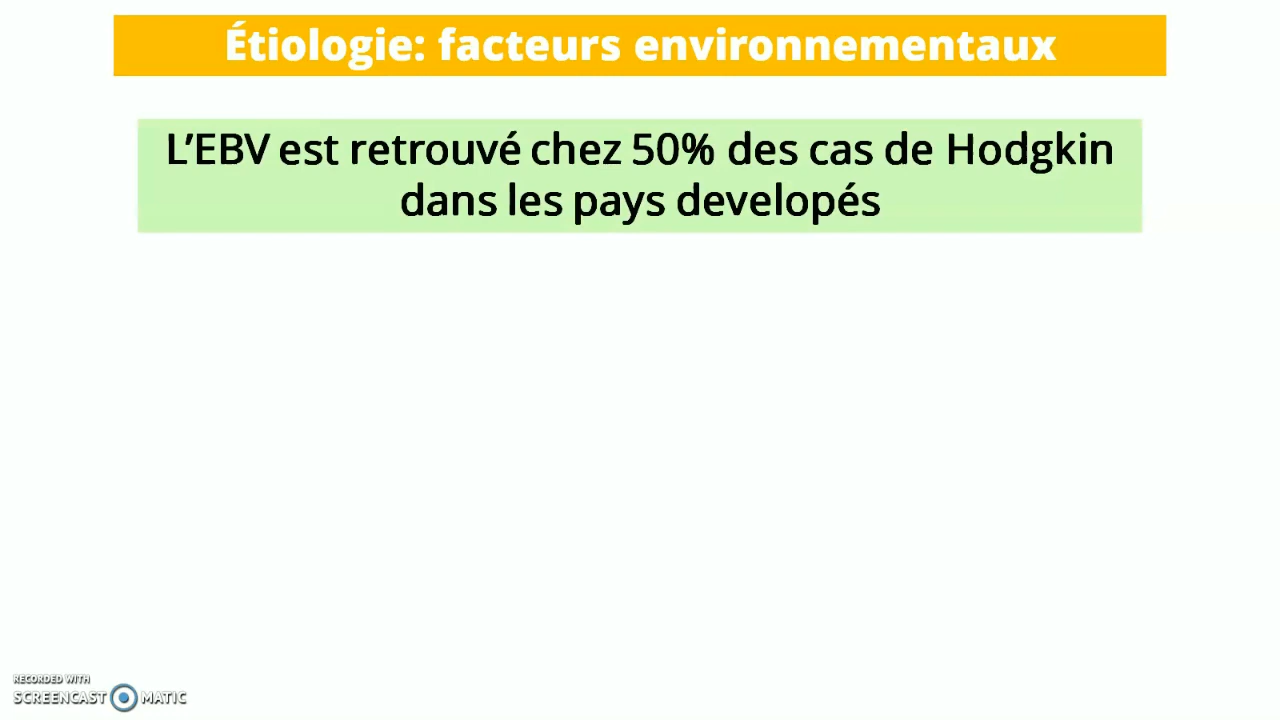 Étiologie: facteurs environnementaux
L’EBV est retrouvé chez 50% des cas de Hodgkin
dans les pays developés
RECORDED WITH
SCREENCAST MATIC